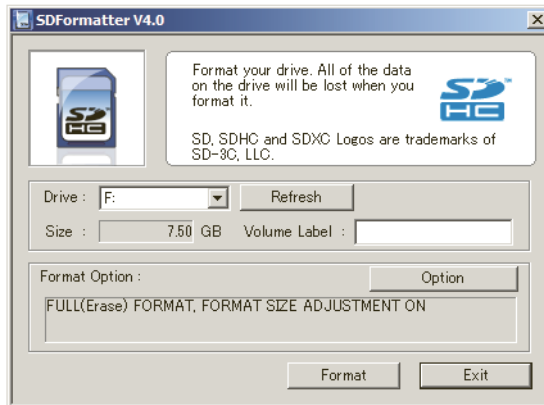 SDFormatter V4.0
Format your drive. All of the data
on the drive will be lost when you
format it.
SD, SDHC and SDXC Logos are trademarks of
SD-3C, LLC.
SD HC
SD™ HC
Drive : F: Refresh
Size : 7.50 GB Volume Label :
Format Option : Option
FULL(Erase) FORMAT, FORMAT SIZE ADJUSTMENT ON
Format Exit